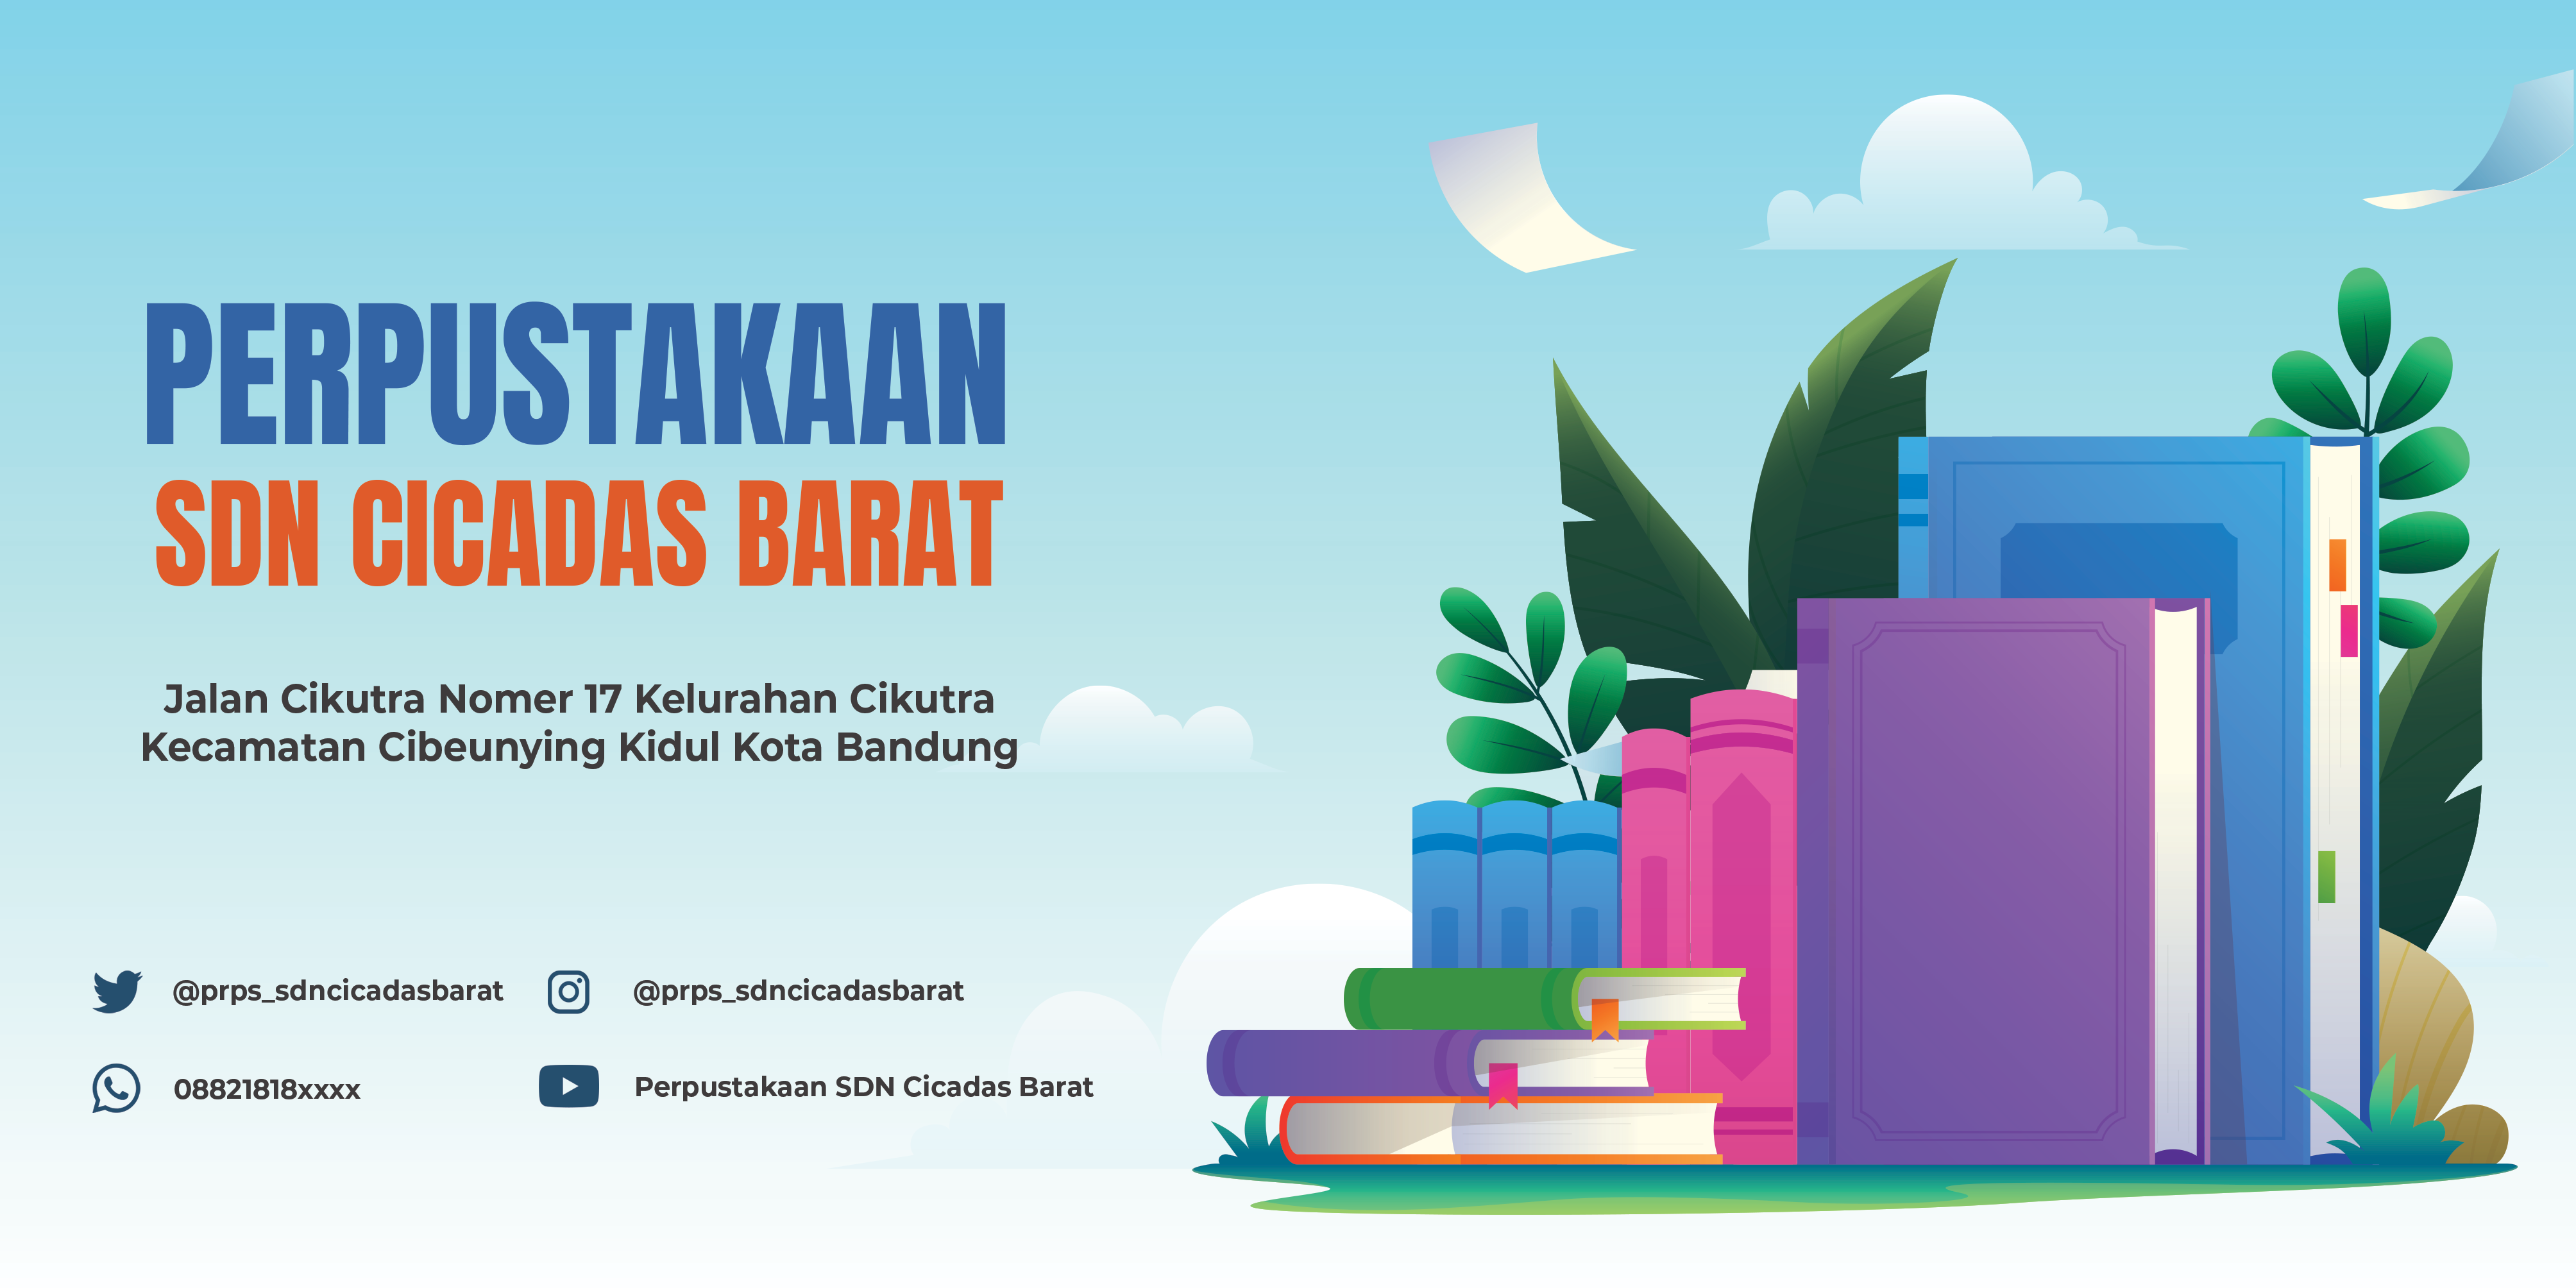 PERPUSTAKAAN
SDN CICADAS BARAT
Jalan Cikutra Nomer 17 Kelurahan Cikutra
Kecamatan Cibeunying Kidul Kota Bandung
@prps_sdncicadasbarat
@prps_sdncicadasbarat
08821818xxxx
Perpustakaan SDN Cicadas Barat